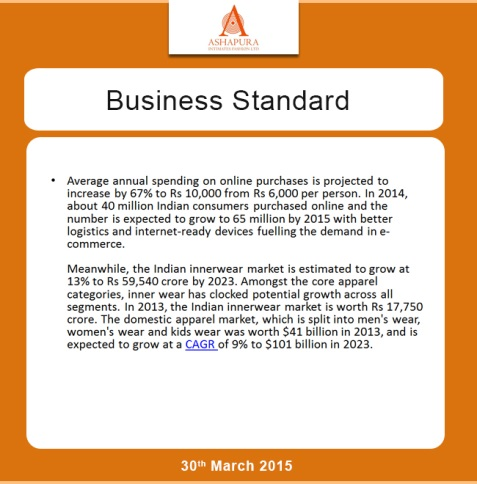 ASHAPURA
INTIMATES FASHION LTD
Business Standard
• Average annual spending on online purchases is projected to
increase by 67% to Rs 10,000 from Rs 6,000 per person. In 2014,
about 40 million Indian consumers purchased online and the
number is expected to grow to 65 million by 2015 with better
logistics and internet-ready devices fuelling the demand in e-
commerce.
Meanwhile, the Indian innerwear market is estimated to grow at
13% to Rs 59,540 crore by 2023. Amongst the core apparel
categories, inner wear has clocked potential growth across all
segments. In 2013, the Indian innerwear market is worth Rs 17,750
crore. The domestic apparel market, which is split into men's wear,
women's wear and kids wear was worth $41 billion in 2013, and is
expected to grow at a CAGR of 9% to $101 billion in 2023.
30th March 2015